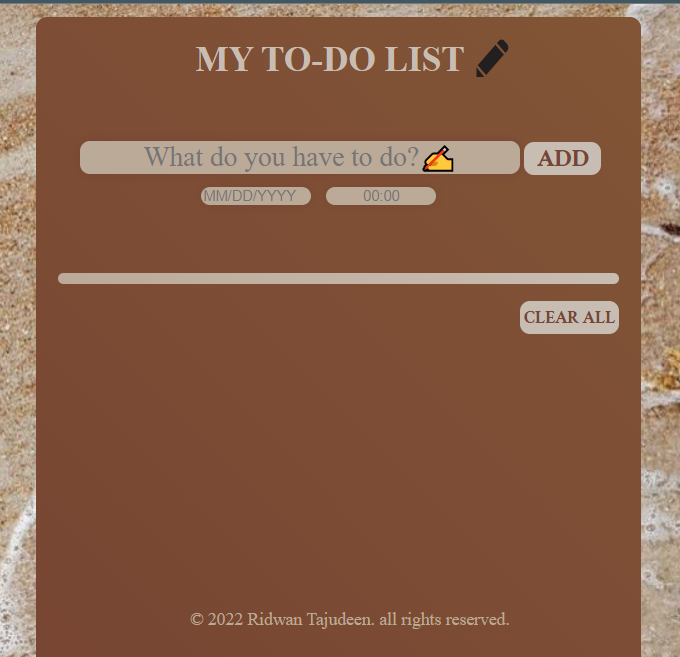 MY TO-DO LIST
What do you have to do?✍ ADD
MM/DD/YYYY 00:00
CLEAR ALL
© 2022 Ridwan Tajudeen. all rights reserved.